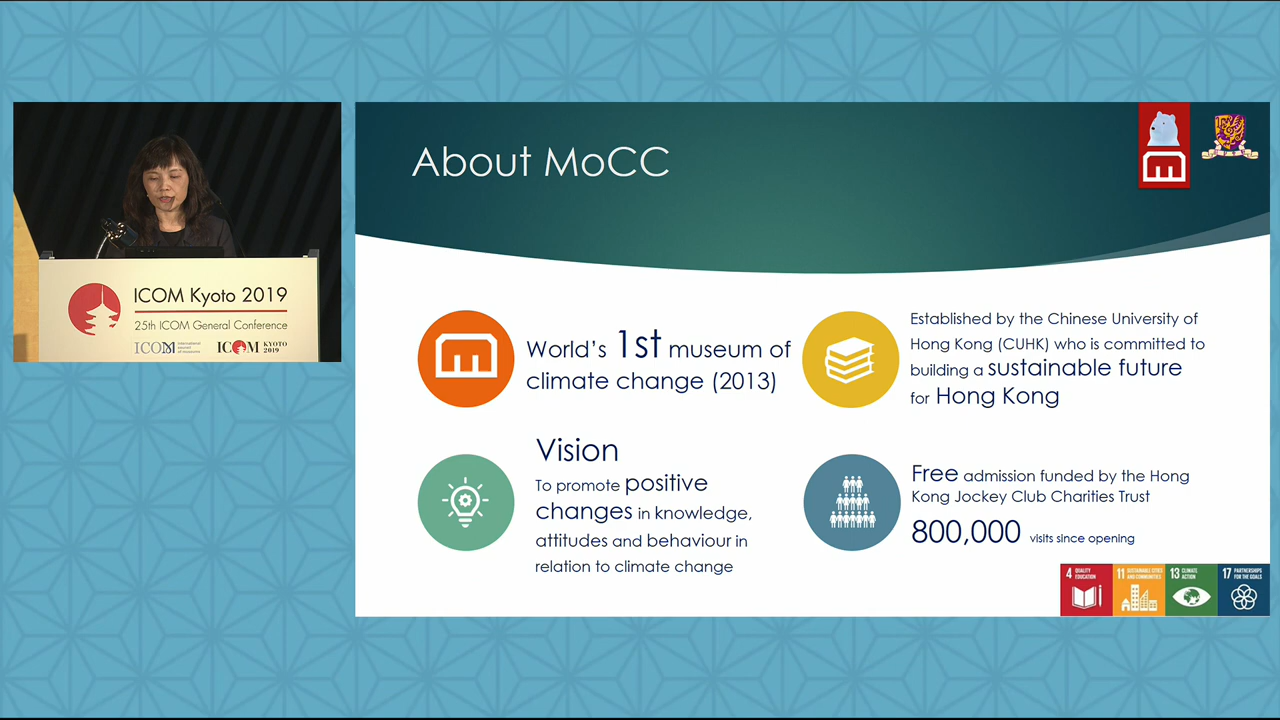 ICOM Kyoto 2019
25th ICOM General Conference
ICOM international council of museums
ICOM KYOTO 2019
About MoCC
World's 1st museum of
climate change (2013)
Established by the Chinese University of
Hong Kong (CUHK) who is committed to
building a sustainable future
for Hong Kong
Vision
To promote positive
changes in knowledge,
attitudes and behaviour in
relation to climate change
Free admission funded by the Hong
Kong Jockey Club Charities Trust
800,000 visits since opening
4 QUALITY EDUCATION
11 SUSTAINABLE CITIES AND COMMUNITIES
13 CLIMATE ACTION
17 PARTNERSHIPS FOR THE GOALS